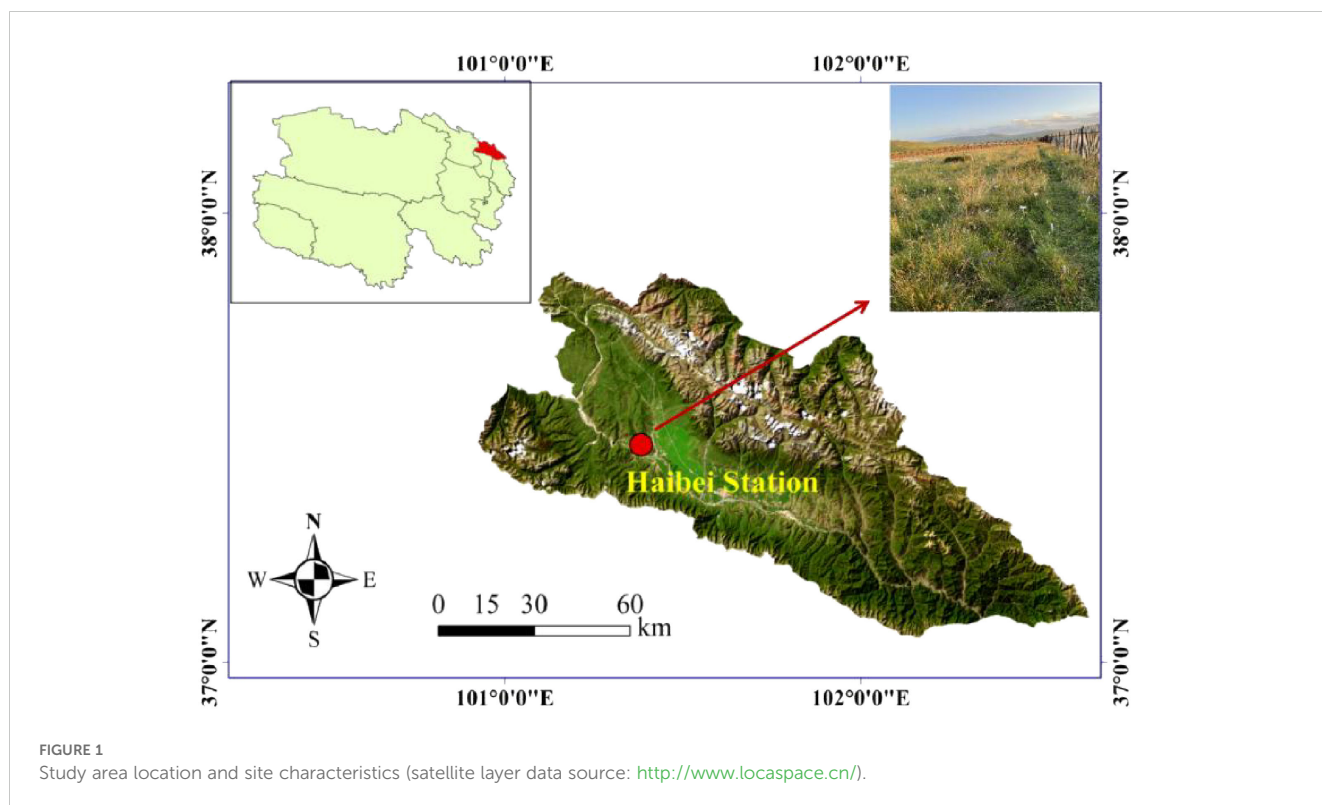 101°0'0"E 102°0'0"E
38°0'0"N 38°0'0"N
Haibei Station
N
W E
S
0 15 30 60
km
37°0'0"N 37°0'0"N
101°0'0"E 102°0'0"E
FIGURE 1
Study area location and site characteristics (satellite layer data source: http://www.locaspace.cn/).